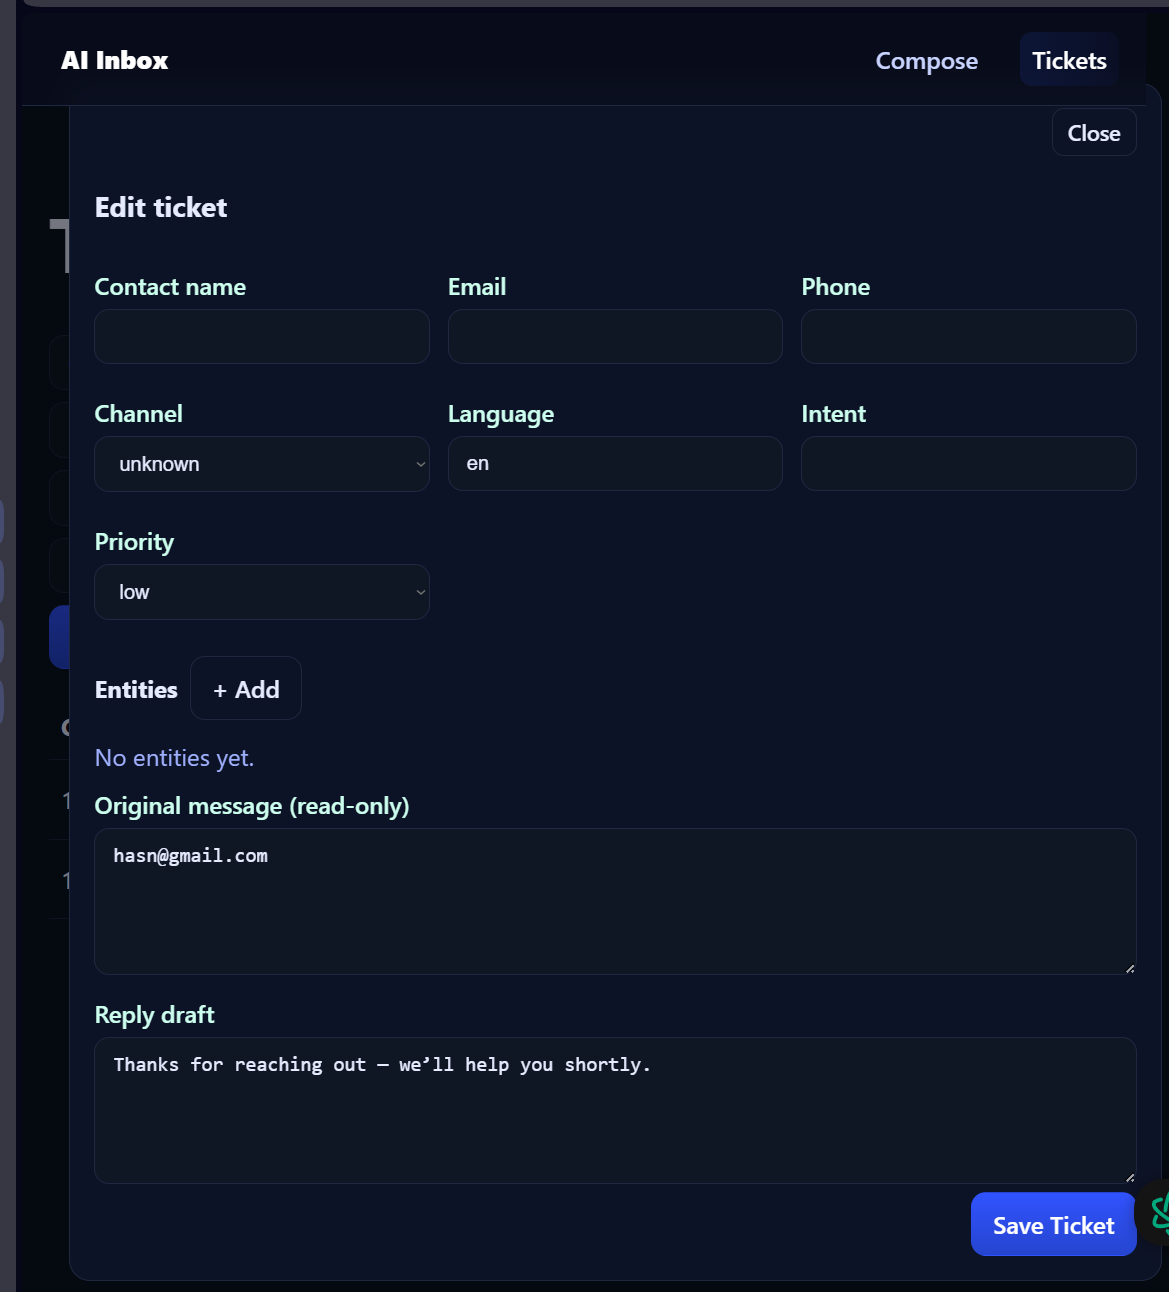 AI Inbox
Compose
Tickets
Close
Edit ticket
Contact name
Email
Phone
Channel
Language
Intent
unknown
en
Priority
low
Entities
+ Add
No entities yet.
Original message (read-only)
hasn@gmail.com
Reply draft
Thanks for reaching out — we’ll help you shortly.
Save Ticket